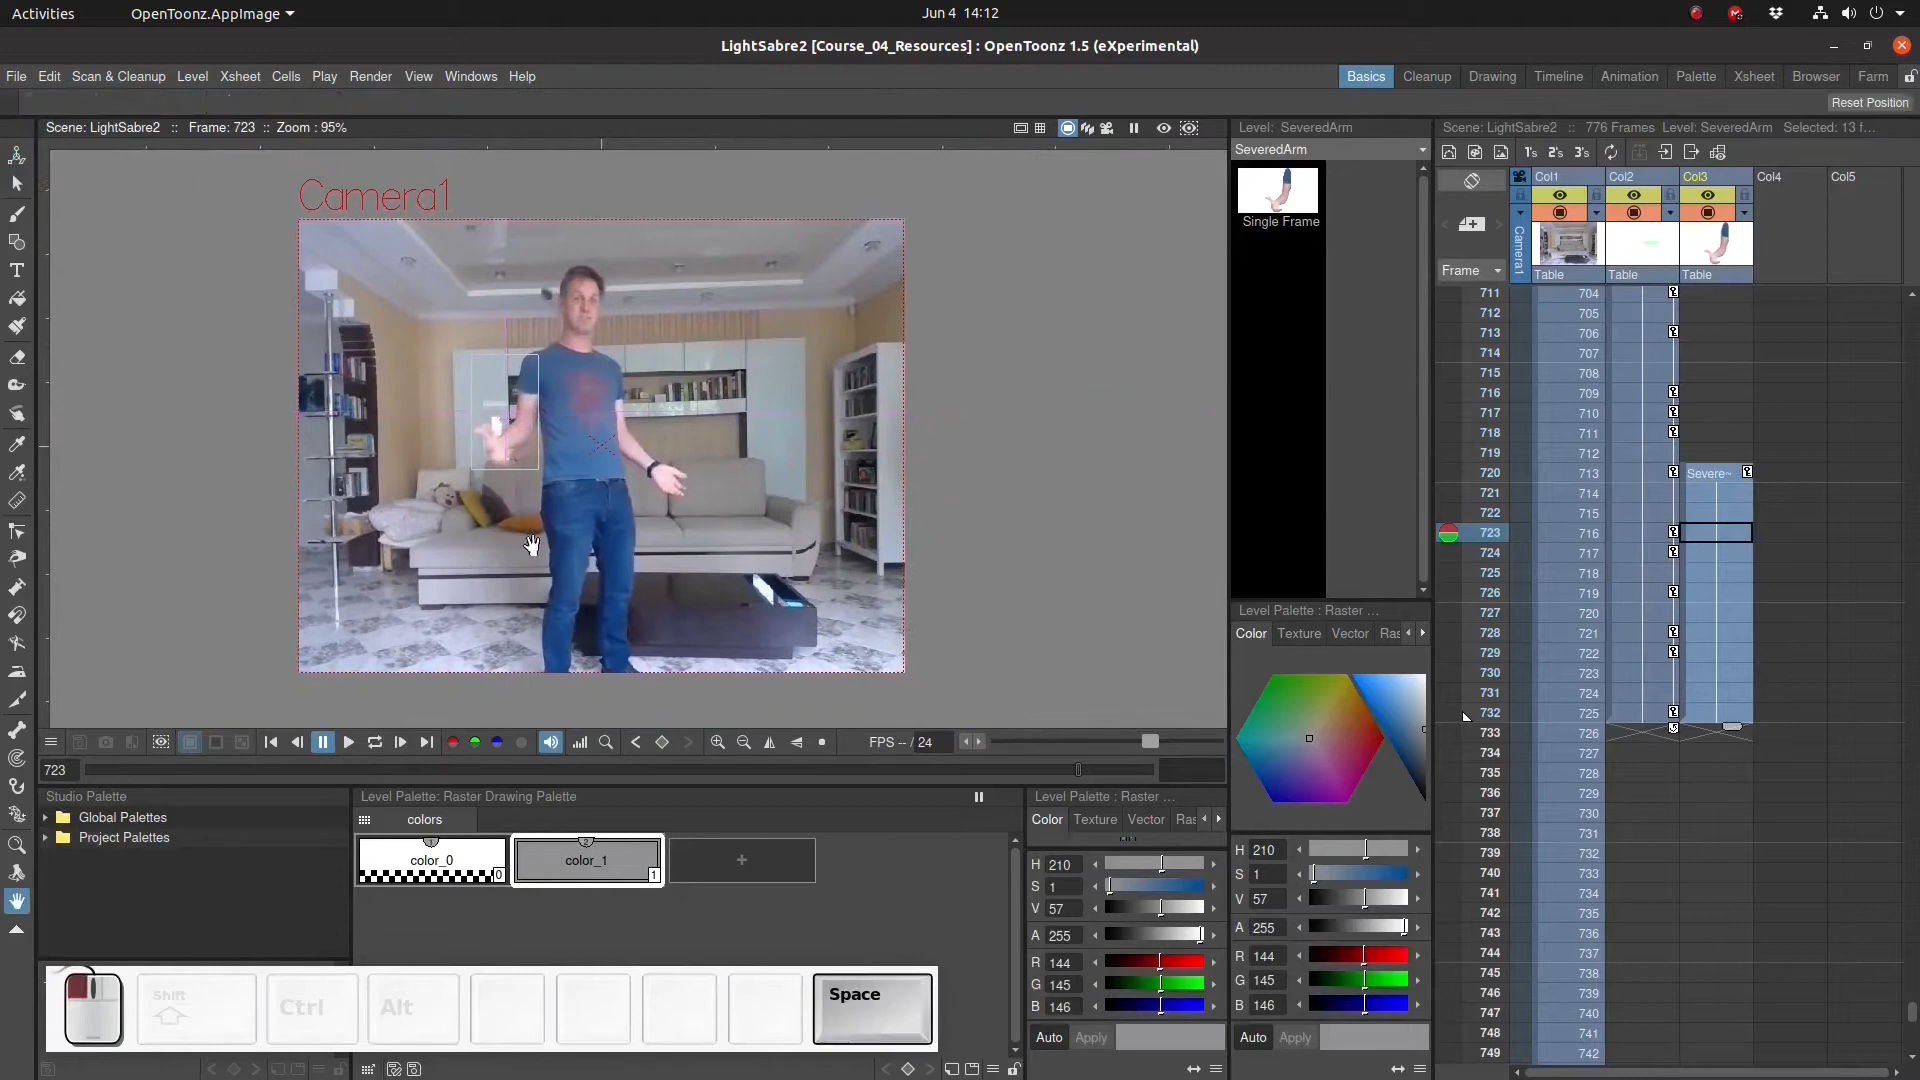 Activities
OpenToonz.AppImage
Jun 4 14:12
LightSabre2 [Course_04_Resources] : OpenToonz 1.5 (eXperimental)
File Edit Scan & Cleanup Level Xsheet Cells Play Render View Windows Help
Basics Cleanup Drawing Timeline Animation Palette Xsheet Browser Farm
Reset Position
Scene: LightSabre2 :: Frame: 723 :: Zoom : 95%
Level: SeveredArm
Scene: LightSabre2 :: 776 Frames Level: SeveredArm Selected: 13 f...
SeveredArm
Single Frame
Camera1
Col1 Col2 Col3 Col4 Col5
Camera1
Frame
Table Table Table
711 704
712 705
713 706
714 707
715 708
716 709
717 710
718 711
719 712
720 713 Severe~
721 714
722 715
723 716
724 717
725 718
726 719
727 720
728 721
729 722
730 723
731 724
732 725
733 726
734 727
735 728
736 729
737 730
738 731
739 732
740 733
741 734
742 735
743 736
744 737
745 738
746 739
747 740
748 741
749 742
FPS -- / 24
723
Level Palette : Raster ...
Color Texture Vector Ras
H 210
S 1
V 57
A 255
R 144
G 145
B 146
Auto Apply
Studio Palette
Global Palettes
Project Palettes
Level Palette: Raster Drawing Palette
colors
1 2
color_0 color_1 +
0 1
Level Palette : Raster ...
Color Texture Vector Ras
H 210
S 1
V 57
A 255
R 144
G 145
B 146
Auto Apply
Shift Ctrl Alt Space